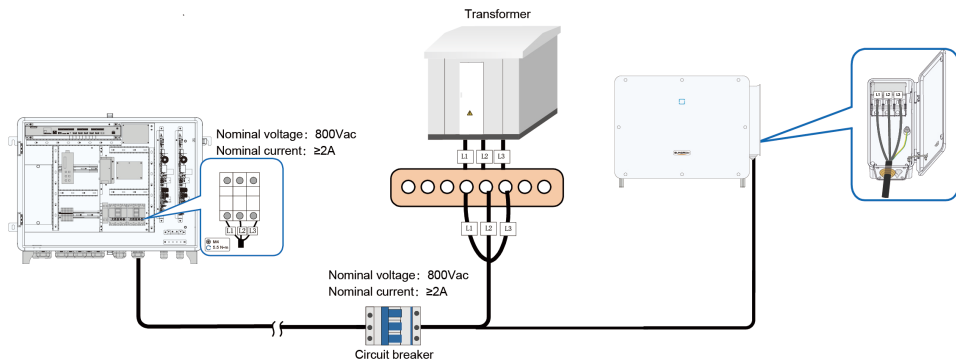 Transformer
Nominal voltage: 800Vac
Nominal current: ≥2A
L1 L2 L3
M4
5.5 N•m
L1 L2 L3
L1 L2 L3
L1 L2 L3
Nominal voltage: 800Vac
Nominal current: ≥2A
Circuit breaker